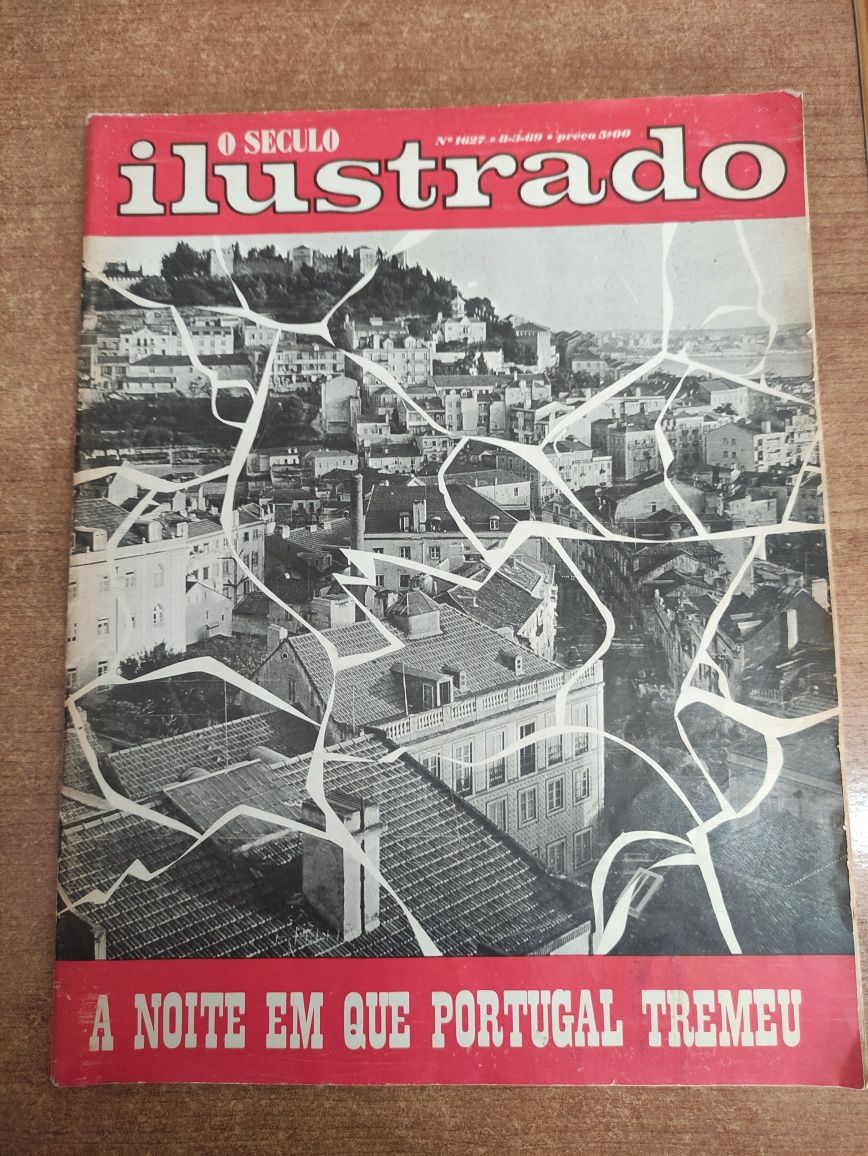 O SECULO
Nº 1627 • 8-3-69 • preço 5$00
ilustrado
A NOITE EM QUE PORTUGAL TREMEU